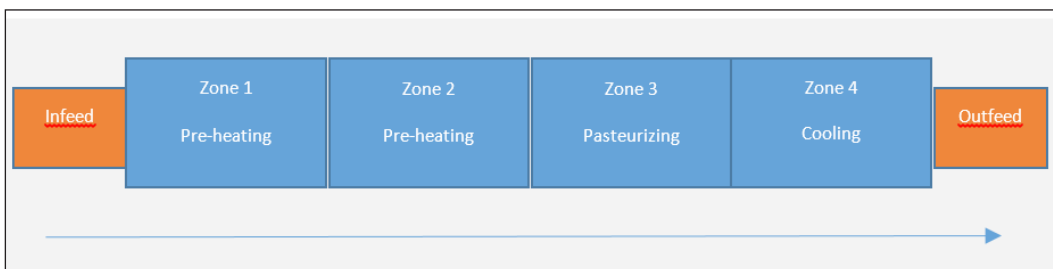 Infeed
Zone 1
Pre-heating
Zone 2
Pre-heating
Zone 3
Pasteurizing
Zone 4
Cooling
Outfeed